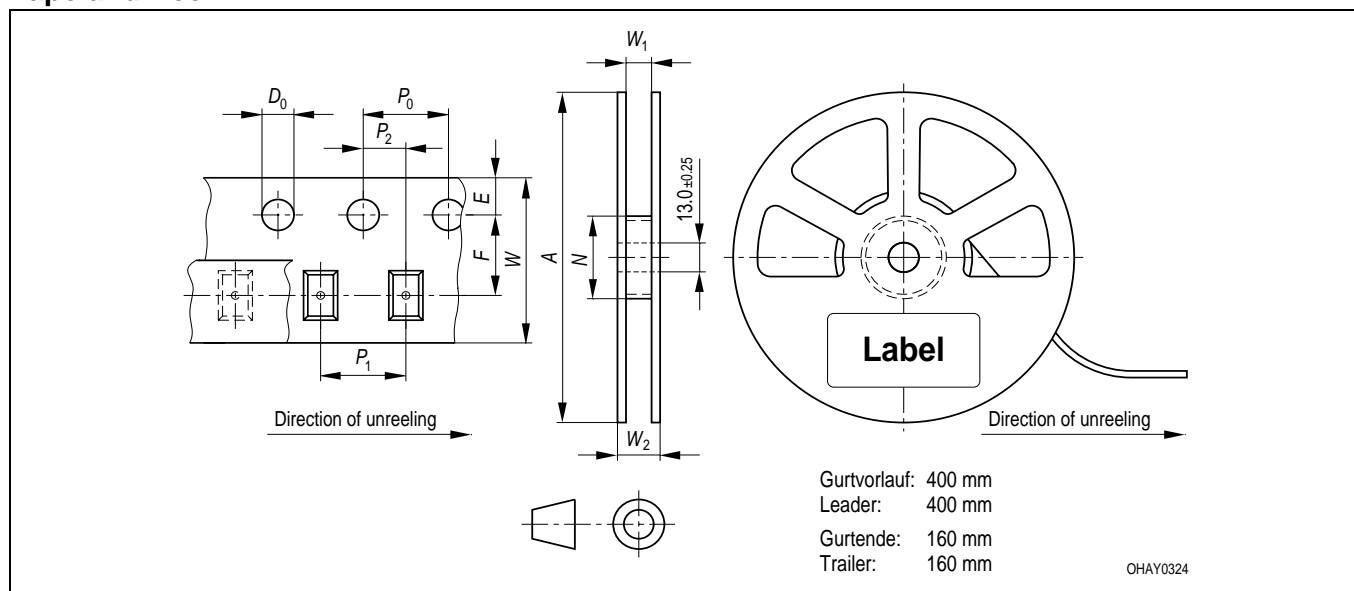 W₁
D₀
P₀
P₂
E
F
W
A
N
13.0 ±0.25
Label
P₁
Direction of unreeling
W₂
Direction of unreeling
Gurtvorlauf: 400 mm
Leader: 400 mm
Gurtende: 160 mm
Trailer: 160 mm
OHAY0324